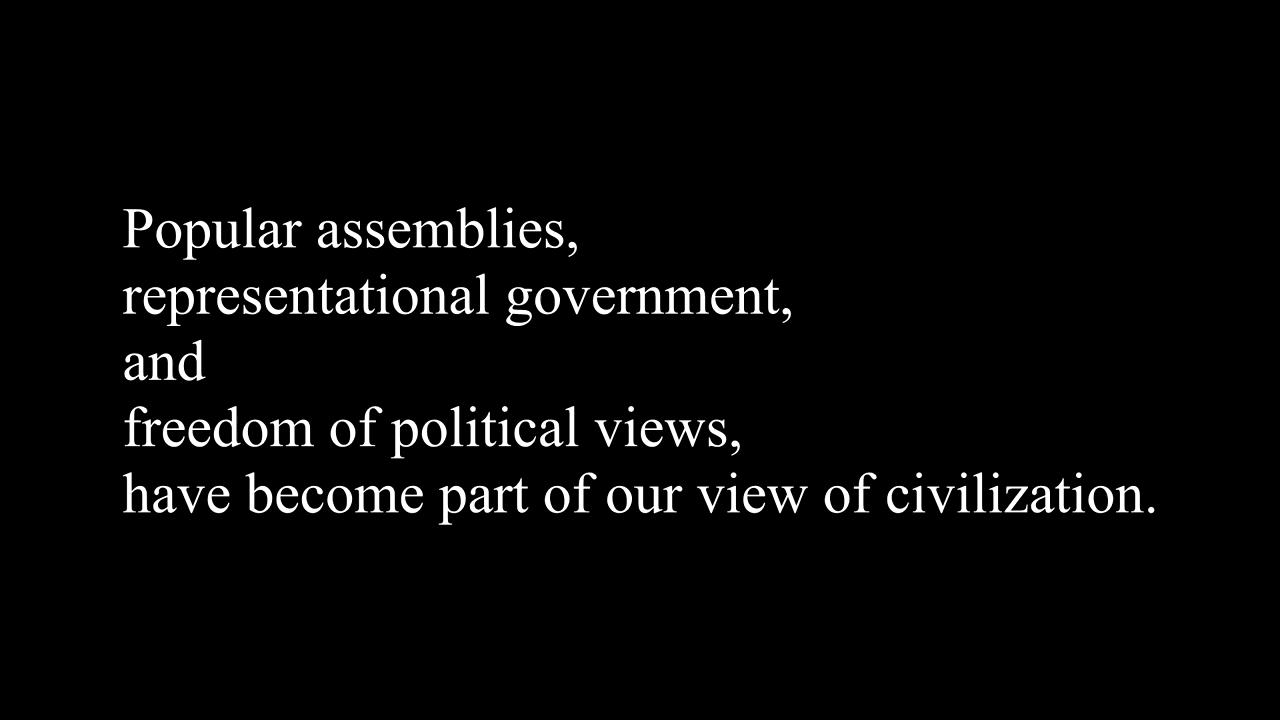 Popular assemblies,
representational government,
and
freedom of political views,
have become part of our view of civilization.